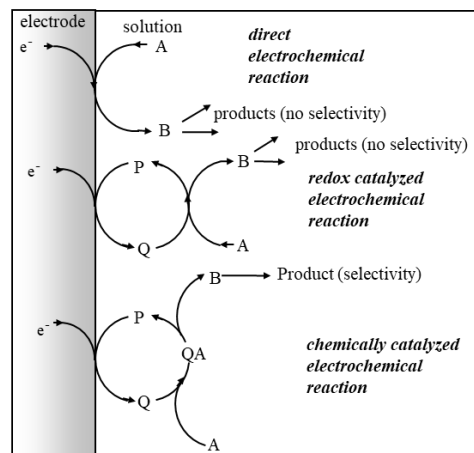 electrode
solution
e-
A
direct
electrochemical
reaction
B
products (no selectivity)
products (no selectivity)
e-
P
B
redox catalyzed
electrochemical
reaction
Q
A
B
Product (selectivity)
e-
P
QA
chemically catalyzed
electrochemical
reaction
Q
A